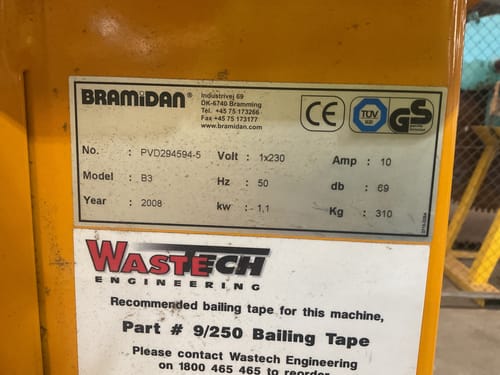 BRAMiDAN®
Industrivej 69
DK-6740 Bramming
Tel. +45 75 173266
Fax +45 75 173177
www.bramidan.com
CE TÜV GS
No. : PVD294594-5 Volt : 1x230 Amp : 10
Model : B3 Hz : 50 db : 69
Year : 2008 kw : 1,1 Kg : 310
WASTECH
ENGINEERING
Recommended bailing tape for this machine,
Part # 9/250 Bailing Tape
Please contact Wastech Engineering
on 1800 465 465 to reorder